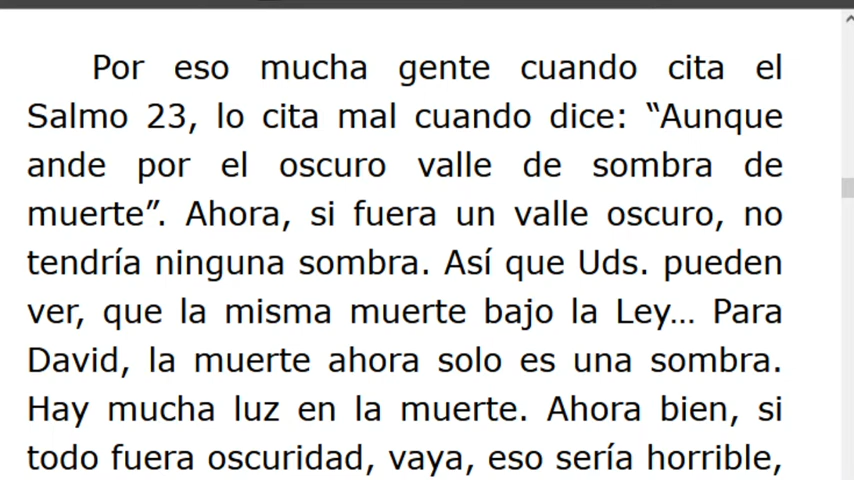 Por eso mucha gente cuando cita el
Salmo 23, lo cita mal cuando dice: “Aunque
ande por el oscuro valle de sombra de
muerte”. Ahora, si fuera un valle oscuro, no
tendría ninguna sombra. Así que Uds. pueden
ver, que la misma muerte bajo la Ley... Para
David, la muerte ahora solo es una sombra.
Hay mucha luz en la muerte. Ahora bien, si
todo fuera oscuridad, vaya, eso sería horrible,